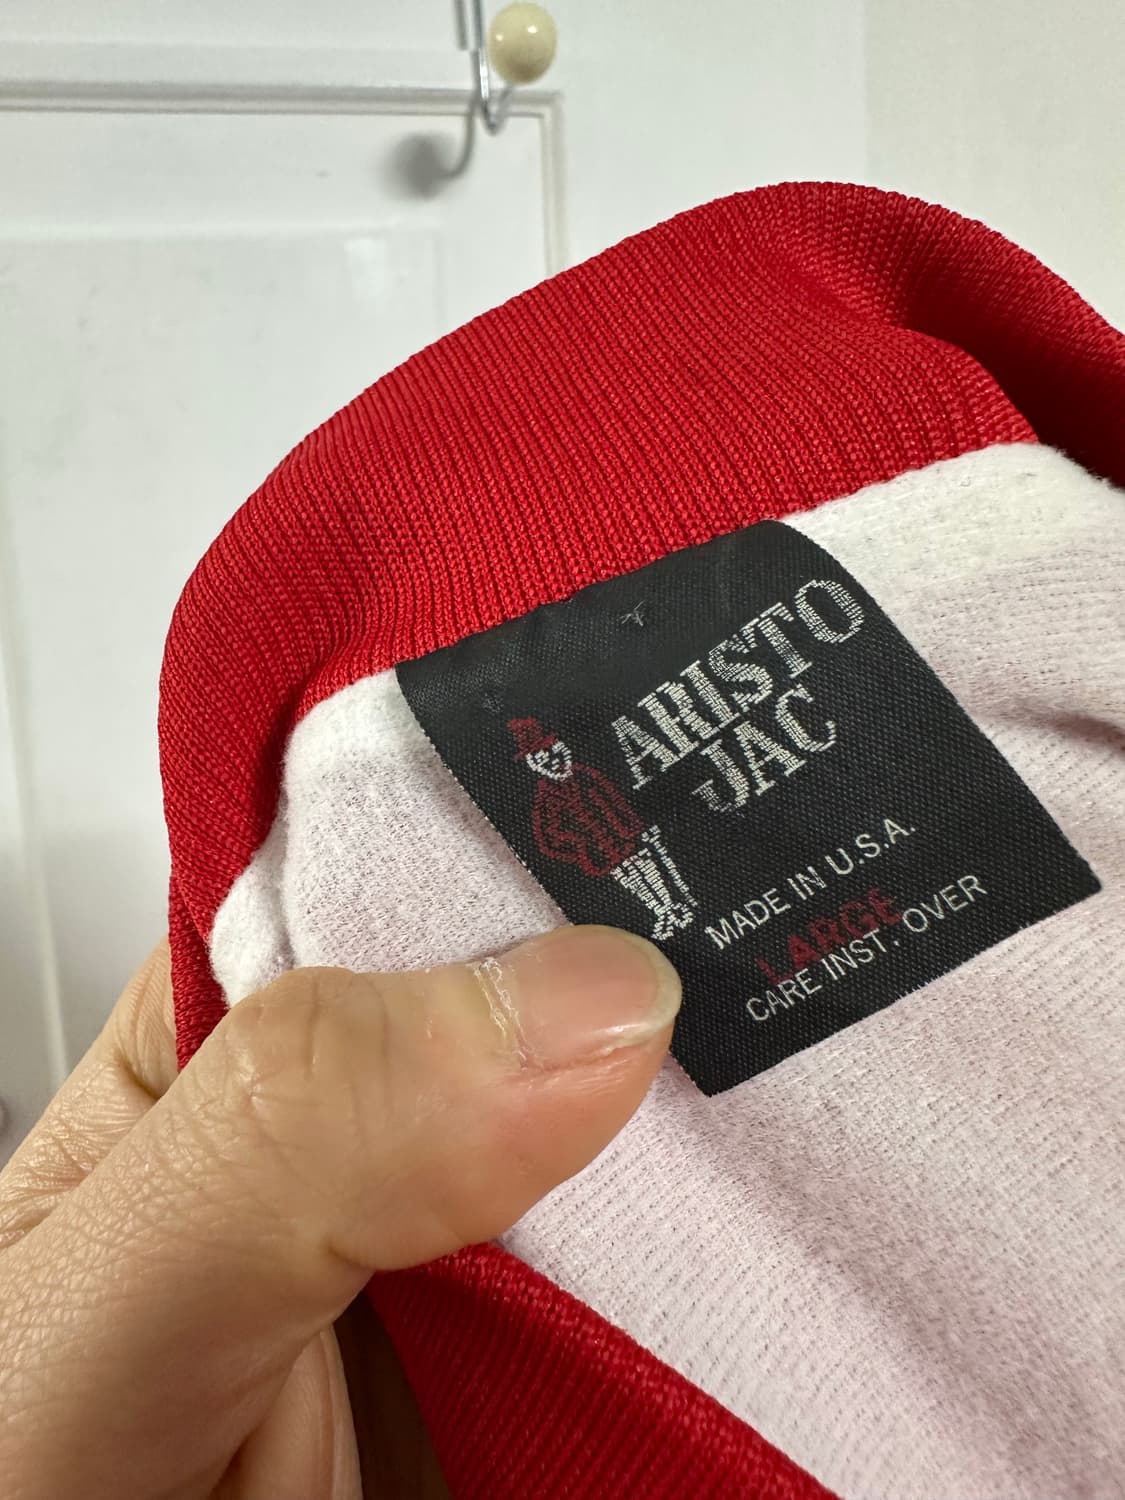 ARISTO
JAC
MADE IN U.S.A.
LARGE
CARE INST. OVER